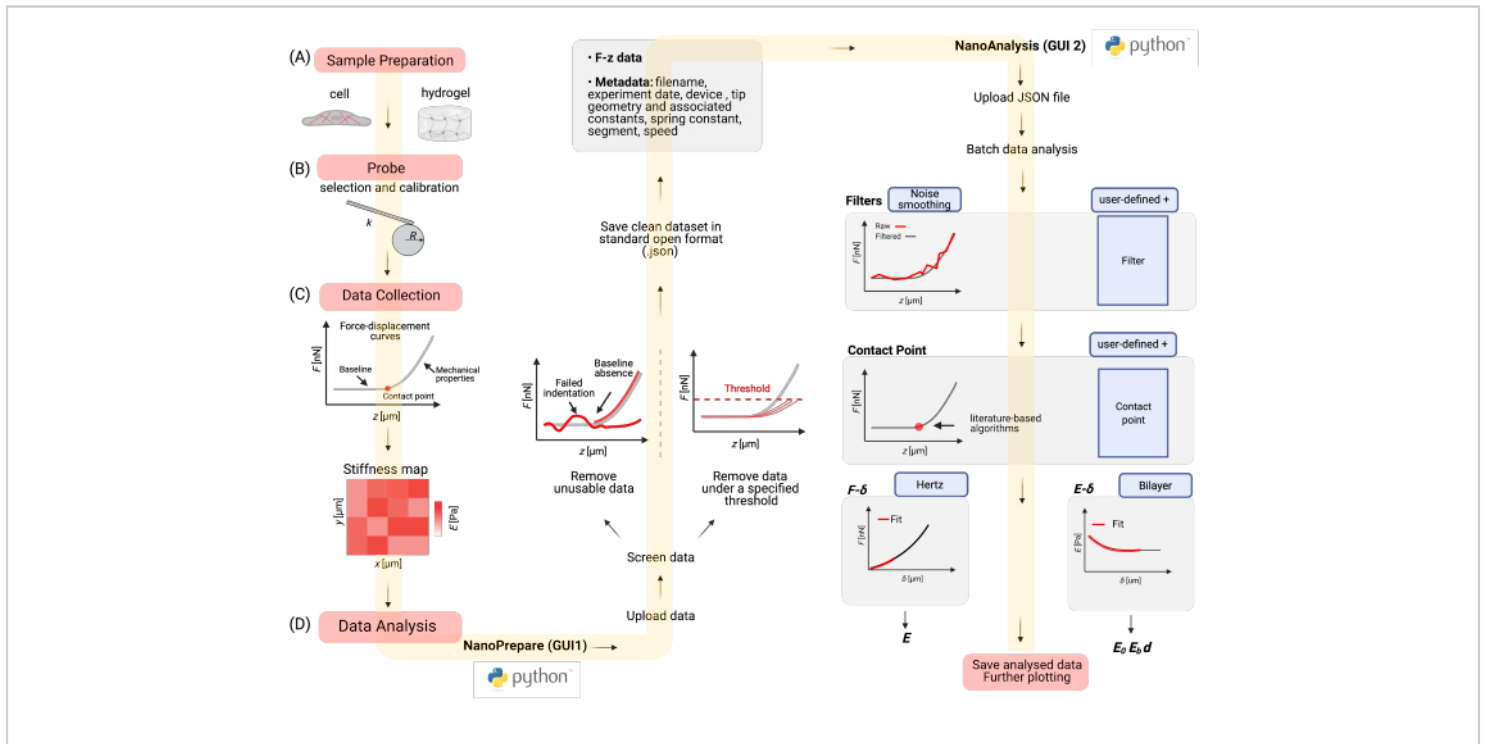 (A)
Sample Preparation
cell
hydrogel
(B)
Probe
selection and calibration
k
R
(C)
Data Collection
Force-displacement
curves
F [nN]
Baseline
Mechanical
properties
Contact point
z [μm]
Stiffness map
y [μm]
E [Pa]
x [μm]
(D)
Data Analysis
NanoPrepare (GUI1)
python™
Upload data
Screen data
Remove
unusable data
Remove data
under a specified
threshold
Failed
indentation
Baseline
absence
F [nN]
z [μm]
Threshold
F [nN]
z [μm]
Save clean dataset in
standard open format
(.json)
• F-z data
• Metadata: filename,
experiment date, device , tip
geometry and associated
constants, spring constant,
segment, speed
NanoAnalysis (GUI 2)
python™
Upload JSON file
Batch data analysis
Filters
Noise
smoothing
user-defined +
Raw
Filtered
F [nN]
z [μm]
Filter
Contact Point
user-defined +
F [nN]
z [μm]
literature-based
algorithms
Contact
point
F-δ
Hertz
Fit
F [nN]
δ [μm]
E
E-δ
Bilayer
Fit
E [Pa]
δ [μm]
E₀ E_b d
Save analysed data
Further plotting